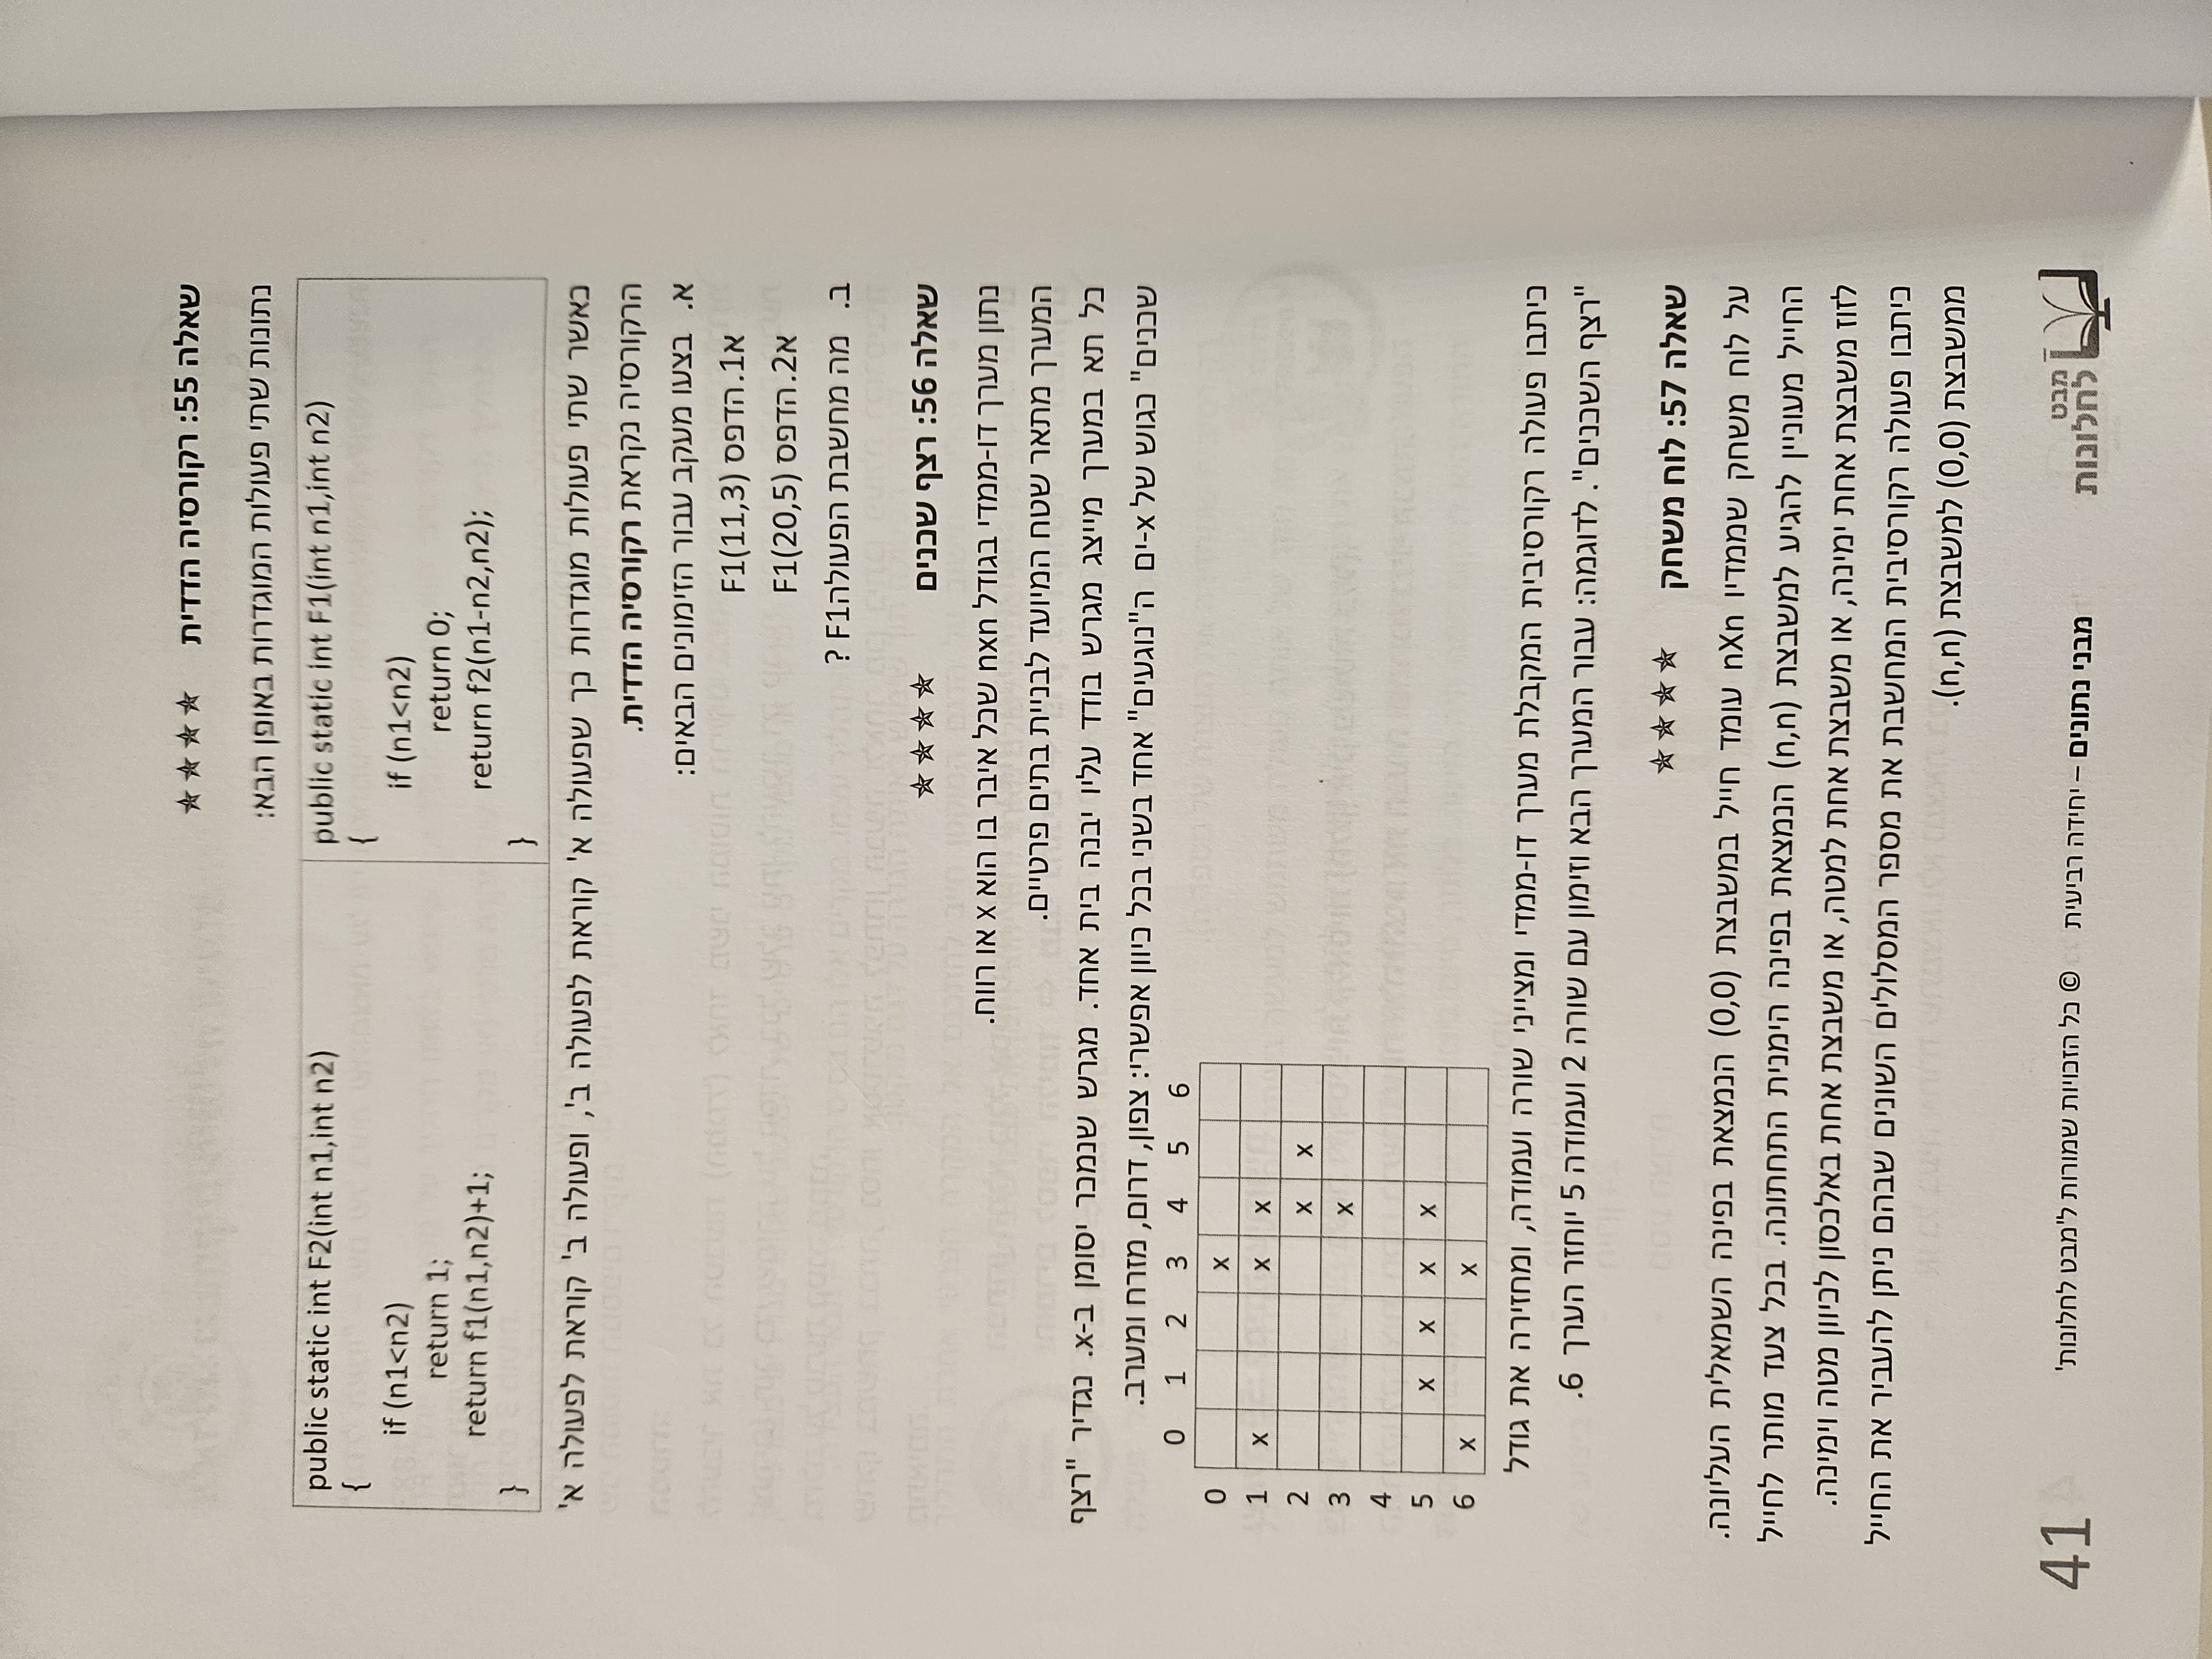 שאלה 55: רקורסיה הדדית ✯✯✯✯
נתונות שתי פעולות המוגדרות באופן הבא:
public static int F1(int n1,int n2)
{
if (n1<n2)
return 0;
return f2(n1-n2,n2);
}
public static int F2(int n1,int n2)
{
if (n1<n2)
return 1;
return f1(n1,n2)+1;
}
כאשר שתי פעולות מוגדרות כך שפעולה א' קוראת לפעולה ב', ופעולה ב' קוראת לפעולה א'
הרקורסיה נקראת רקורסיה הדדית.
א. בצעו מעקב עבור הזימונים הבאים:
א1. הדפס F1(11,3)
א2. הדפס F1(20,5)
ב. מה מחשבת הפעולהF1 ?
שאלה 56: רצף שכנים ✯✯✯✯
נתון מערך דו-ממדי בגודל nxn שכל איבר בו הוא x או רווח.
המערך מתאר שטח המיועד לבניית בתים פרטיים.
כל תא במערך מייצג מגרש בודד עליו יבנה בית אחד. מגרש שנמכר יסומן ב-x. נגדיר "רצף
שכנים" כגוש של x-ים ה"נוגעים" אחד בשני בכל כיוון אפשרי: צפון, דרום, מזרח ומערב.
0 1 2 3 4 5 6
0 x
1 x x x
2 x x
3 x
4
5 x x x x
6 x x
כיתבו פעולה רקורסיבית המקבלת מערך דו-ממדי ומצייני שורה ועמודה, ומחזירה את גודל
"רצף השכנים". לדוגמה: עבור המערך הבא וזימון עם שורה 2 ועמודה 5 יוחזר הערך 6.
שאלה 57: לוח משחק ✯✯✯✯
על לוח משחק שממדיו nXn עומד חייל במשבצת (0,0) הנמצאת בפינה השמאלית העליונה.
החייל מעוניין להגיע למשבצת (n,n) הנמצאת בפינה הימנית התחתונה. בכל צעד מותר לחייל
לזוז משבצת אחת ימינה, או משבצת אחת למטה, או משבצת אחת באלכסון לכיוון מטה וימינה.
כיתבו פעולה רקורסיבית המחשבת את מספר המסלולים השונים שבהם ניתן להעביר את החייל
ממשבצת (0,0) למשבצת (n,n).
מבט
לחלונות
מבני נתונים – יחידה רביעית © כל הזכויות שמורות ל'מבט לחלונות'
41